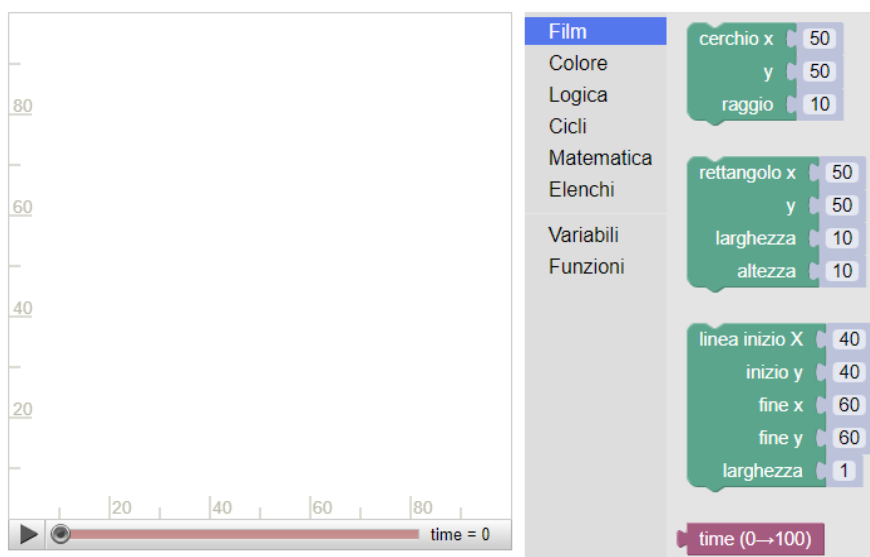 80
60
40
20
20
40
60
80
time = 0
Film
Colore
Logica
Cicli
Matematica
Elenchi
Variabili
Funzioni
cerchio x 50
y 50
raggio 10
rettangolo x 50
y 50
larghezza 10
altezza 10
linea inizio X 40
inizio y 40
fine x 60
fine y 60
larghezza 1
time (0→100)